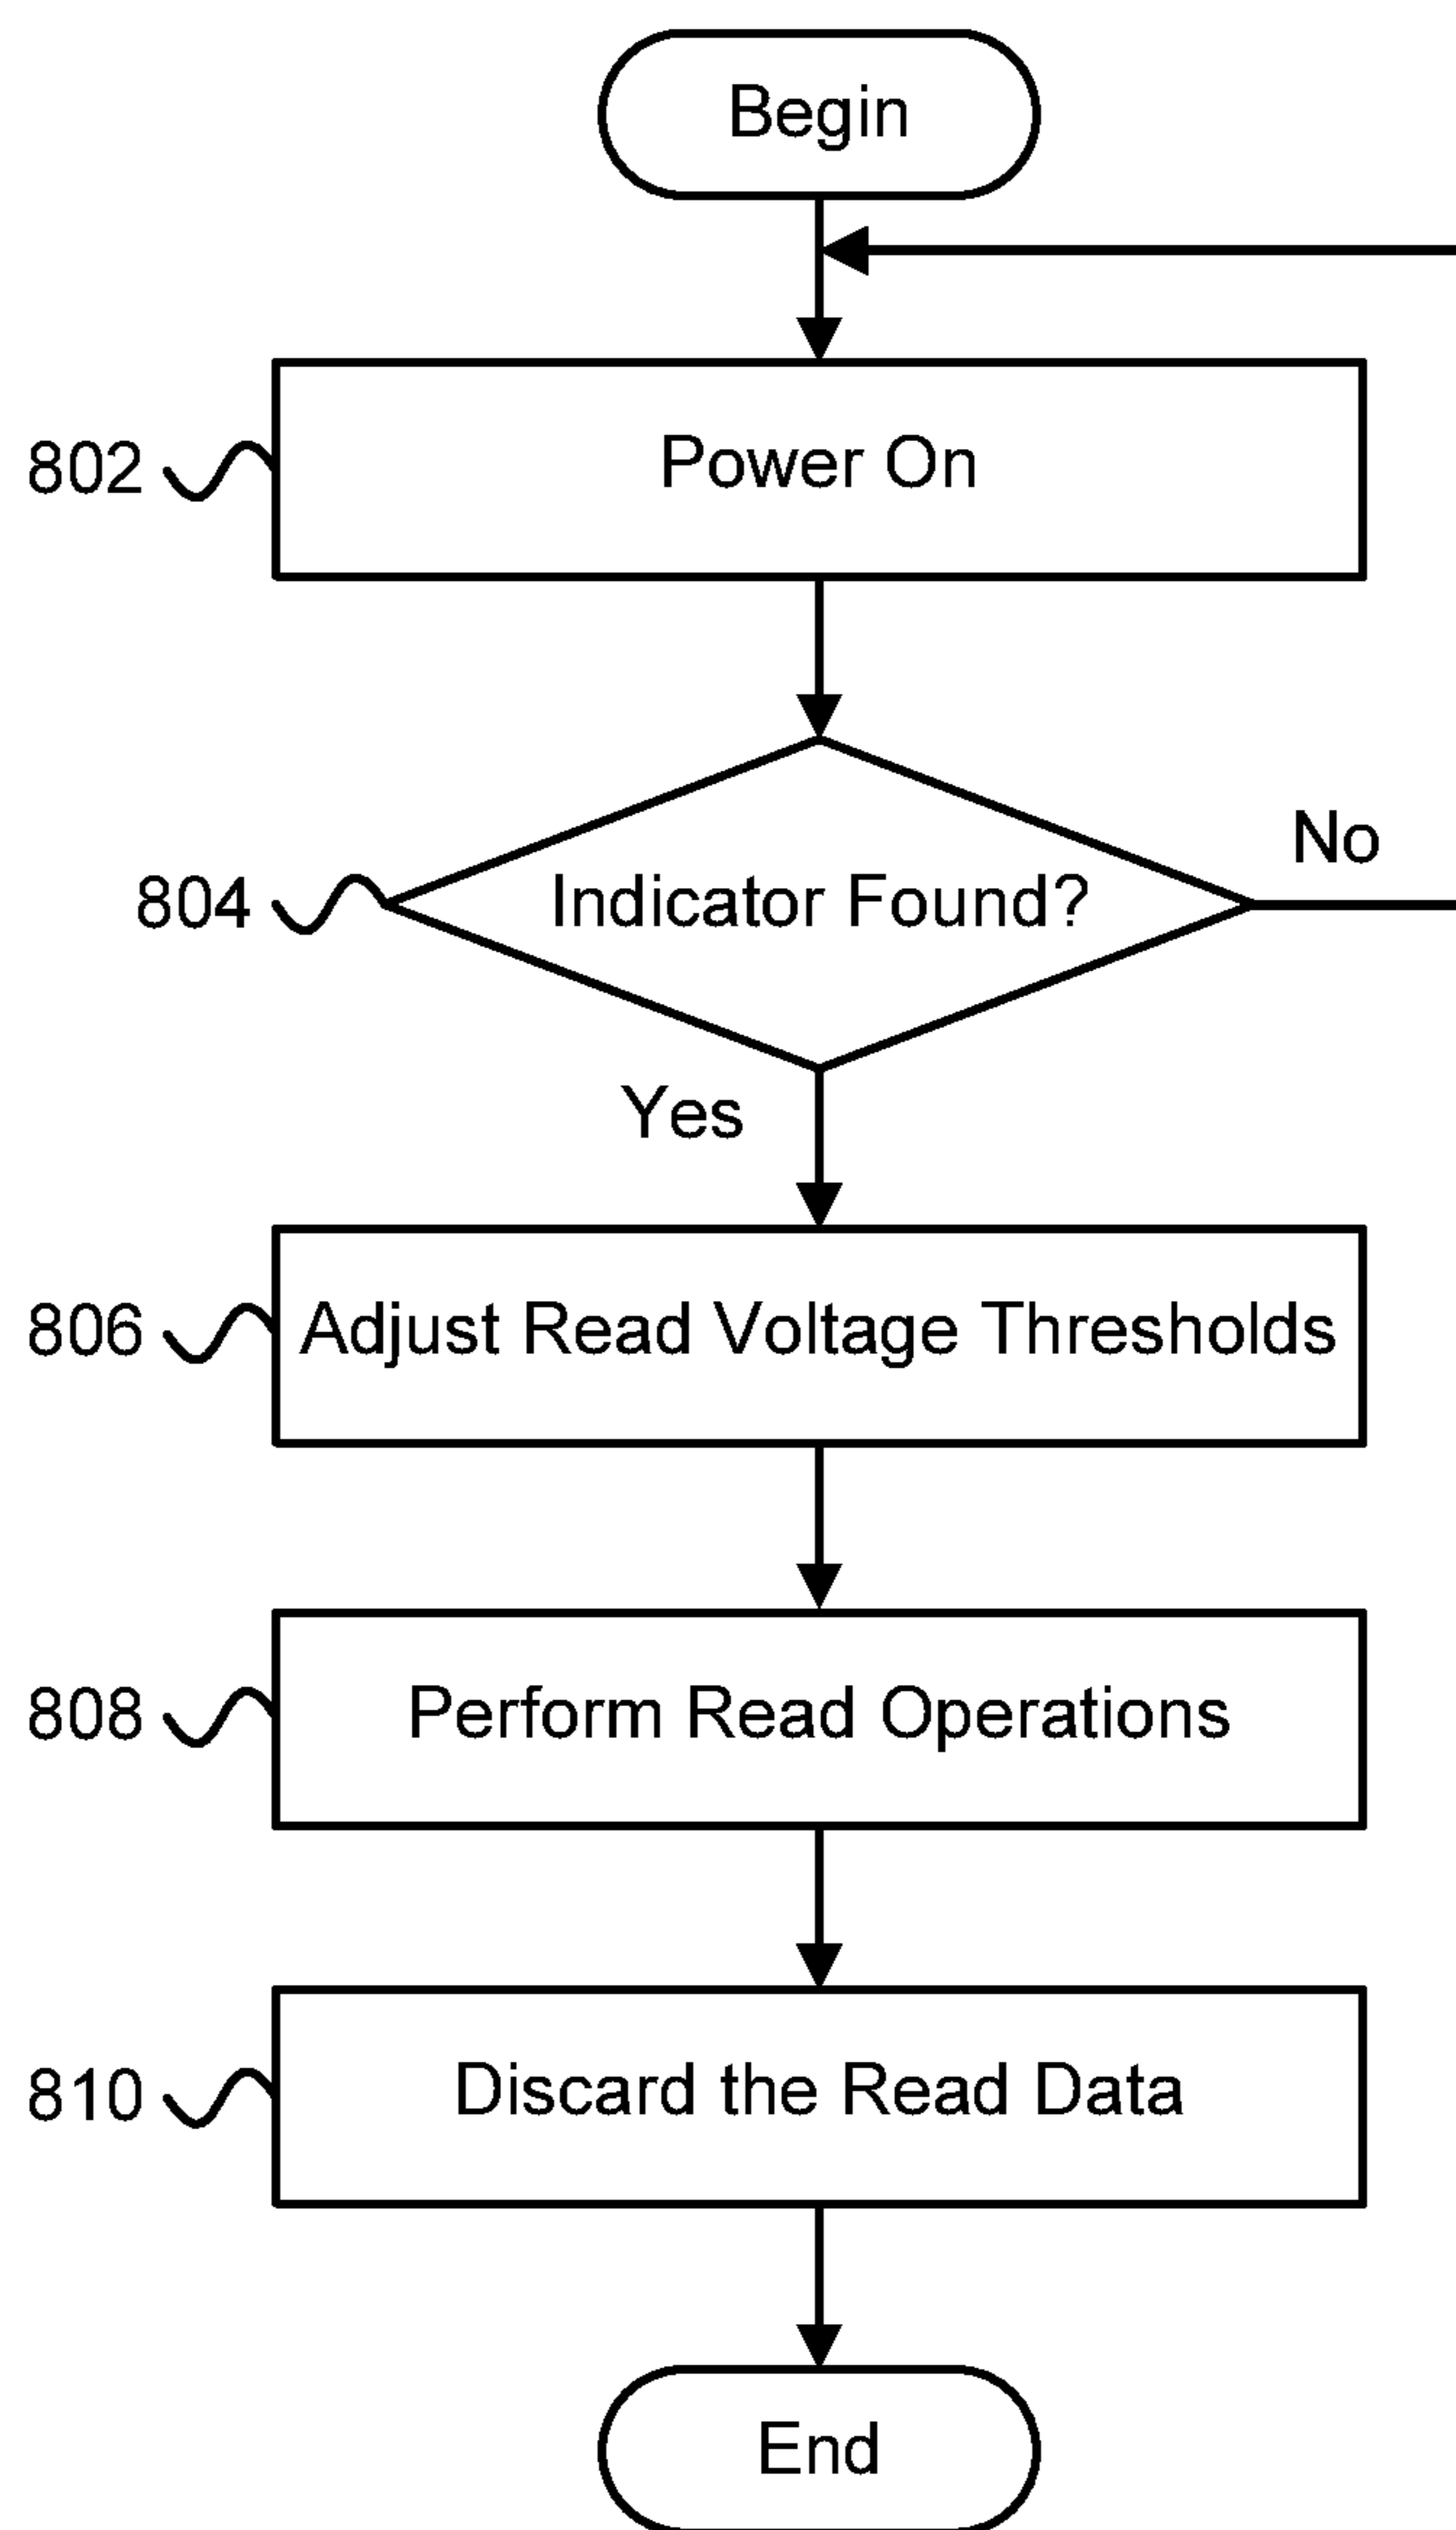 Begin
802
Power On
804
Indicator Found?
No
Yes
806
Adjust Read Voltage Thresholds
808
Perform Read Operations
810
Discard the Read Data
End